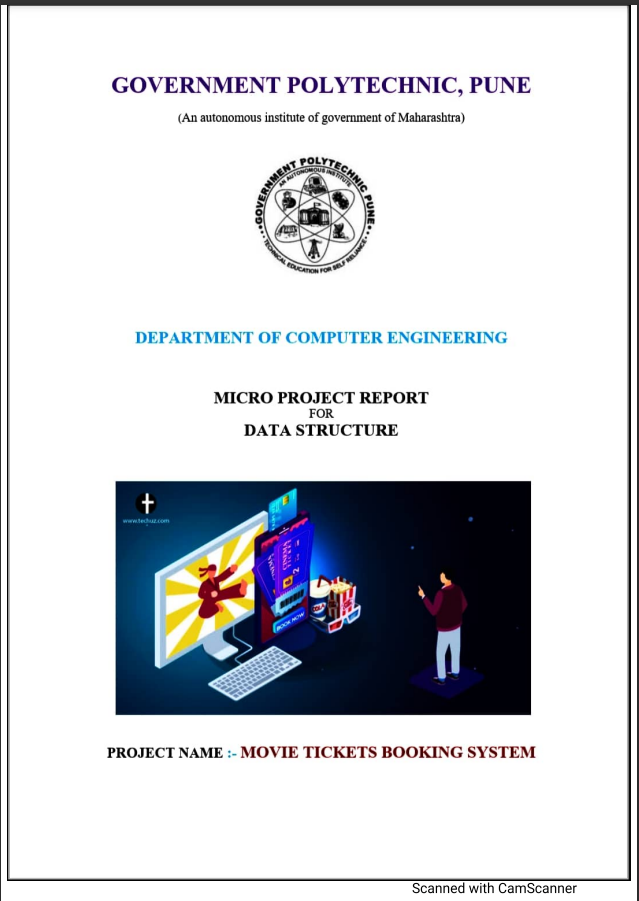 GOVERNMENT POLYTECHNIC, PUNE
(An autonomous institute of government of Maharashtra)
GOVERNMENT POLYTECHNIC PUNE
AN AUTONOMOUS INSTITUTE
TECHNICAL EDUCATION FOR SELF RELIANCE
DEPARTMENT OF COMPUTER ENGINEERING
MICRO PROJECT REPORT
FOR
DATA STRUCTURE
www.techuz.com
COLA
BOOK NOW
PROJECT NAME :- MOVIE TICKETS BOOKING SYSTEM
Scanned with CamScanner